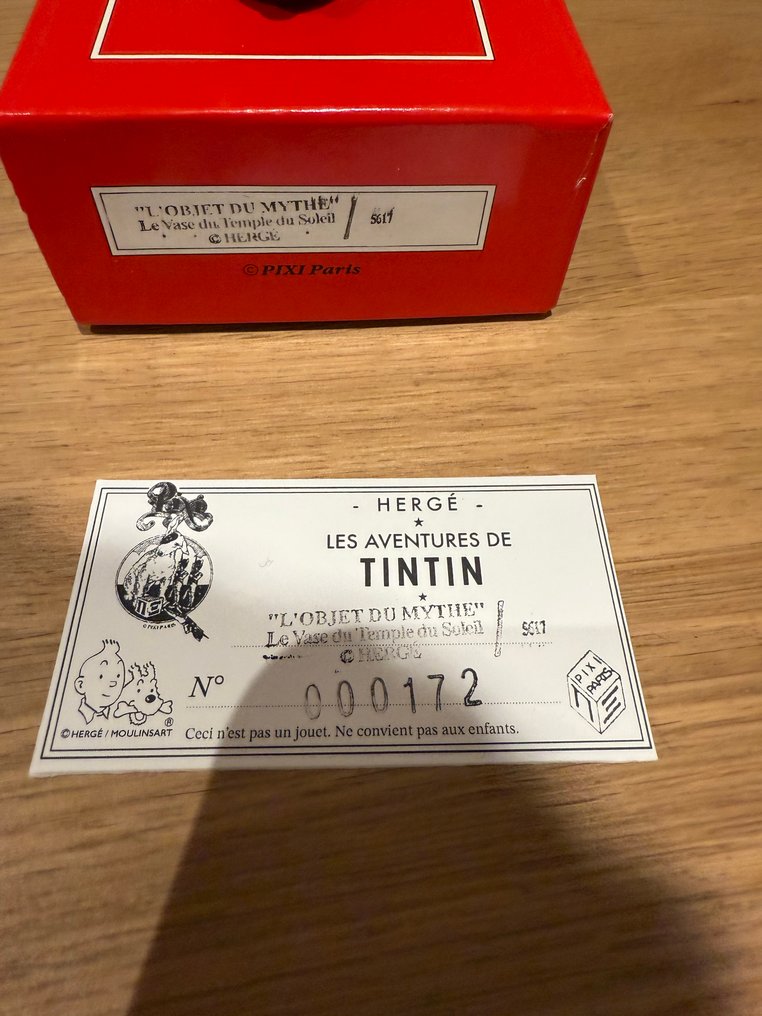 "L'OBJET DU MYTHE"
Le Vase du Temple du Soleil / 5617
© HERGÉ
© PIXI Paris
- HERGÉ -
LES AVENTURES DE
TINTIN
"L'OBJET DU MYTHE"
Le Vase du Temple du Soleil / 5617
© HERGÉ
© PIXI PARIS
N° 000172
PIXI PARIS
© HERGÉ / MOULINSART ®
Ceci n'est pas un jouet. Ne convient pas aux enfants.